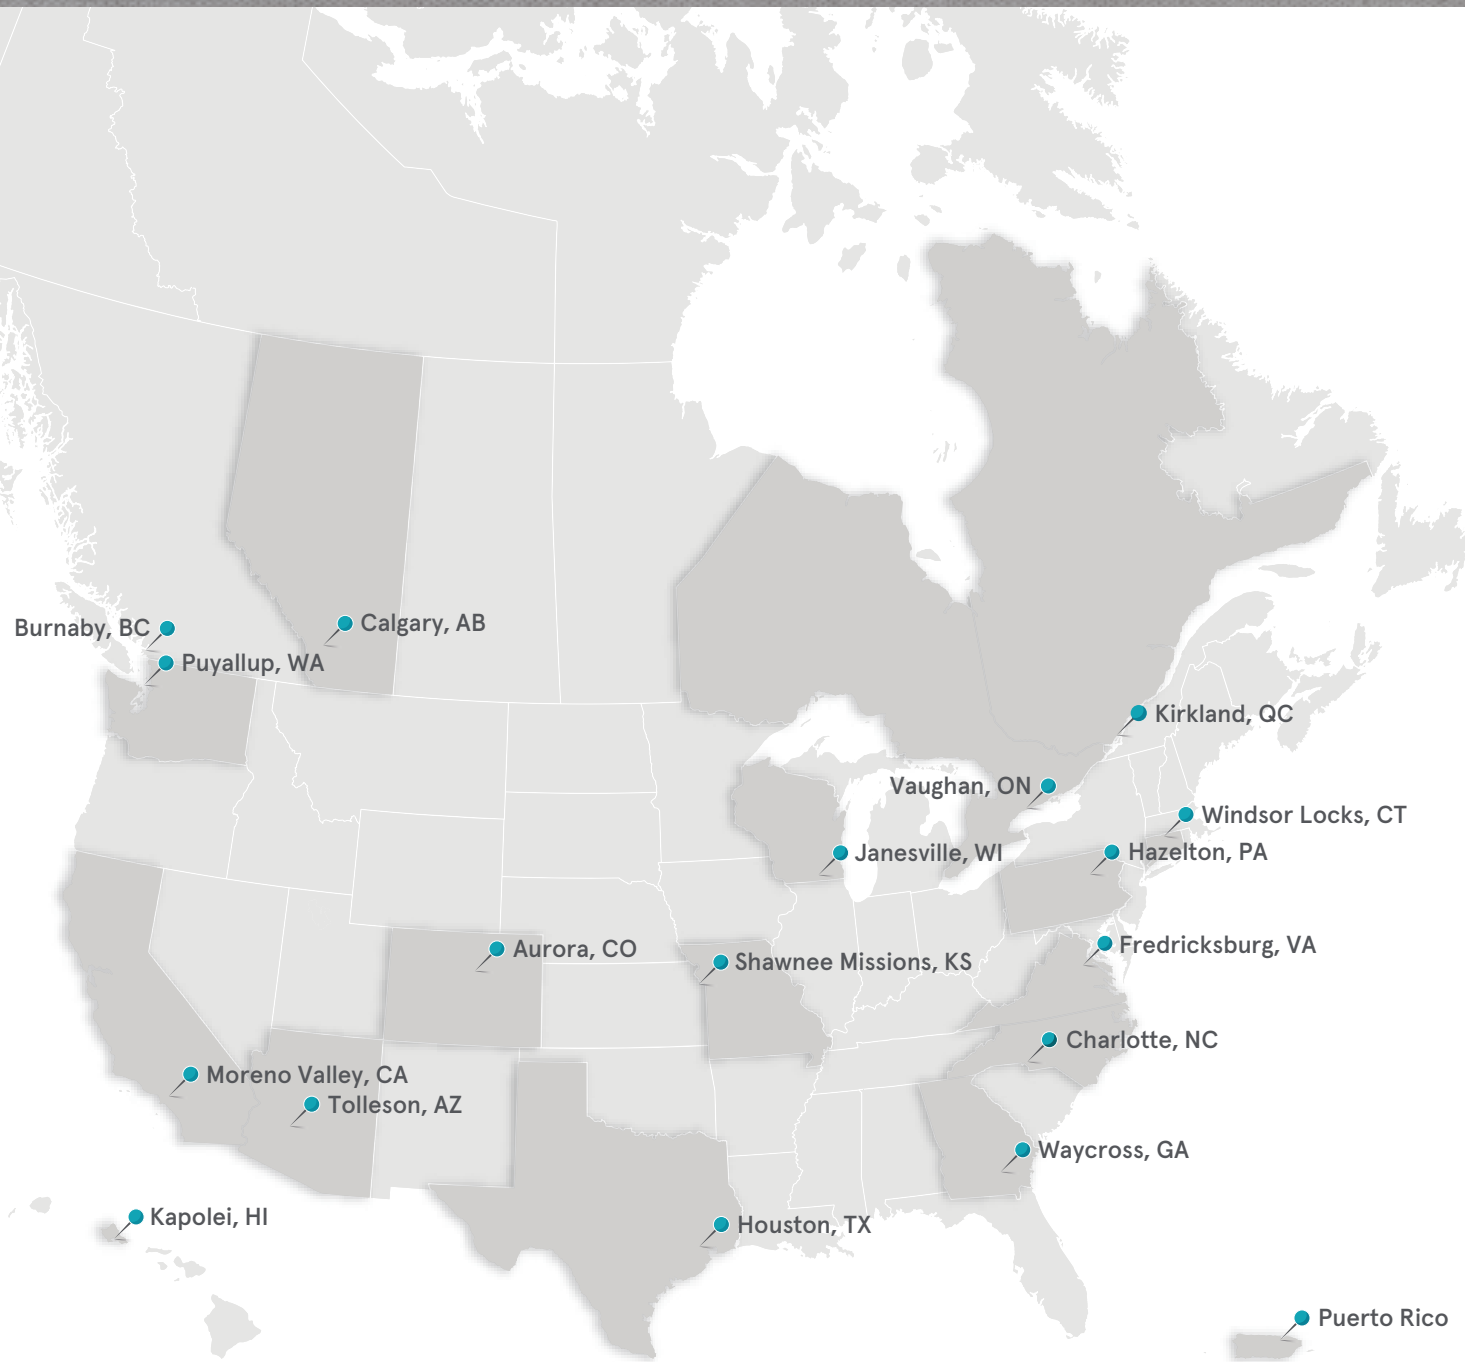 Burnaby, BC
Calgary, AB
Puyallup, WA
Kirkland, QC
Vaughan, ON
Windsor Locks, CT
Janesville, WI
Hazelton, PA
Aurora, CO
Shawnee Missions, KS
Fredricksburg, VA
Charlotte, NC
Moreno Valley, CA
Tolleson, AZ
Waycross, GA
Kapolei, HI
Houston, TX
Puerto Rico